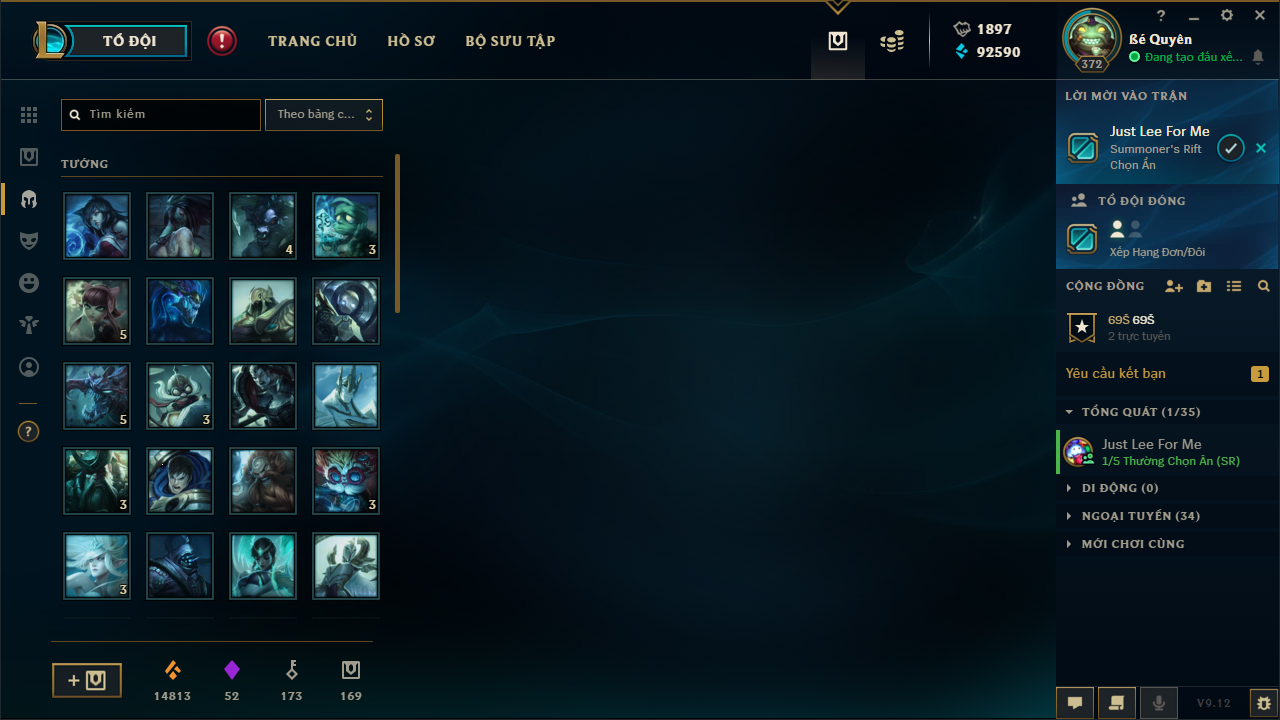 TỔ ĐỘI
TRANG CHỦ
HỒ SƠ
BỘ SƯU TẬP
1897
92590
372
ßé Quyên
Đang tạo đấu xế...
Tìm kiếm
Theo bảng c...
TƯỚNG
4
3
5
5
3
3
3
3
14813
52
173
169
LỜI MỜI VÀO TRẬN
Just Lee For Me
Summoner's Rift
Chọn Ẩn
TỔ ĐỘI ĐÓNG
Xếp Hạng Đơn/Đôi
CỘNG ĐỒNG
69Š 69Š
2 trực tuyến
Yêu cầu kết bạn
1
TỔNG QUÁT (1/35)
Just Lee For Me
1/5 Thường Chọn Ẩn (SR)
DI ĐỘNG (0)
NGOẠI TUYẾN (34)
MỚI CHƠI CÙNG
V9.12